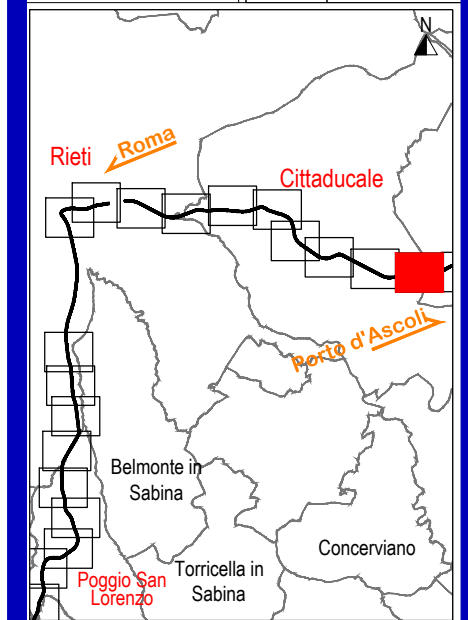 N
Roma
Rieti
Cittaducale
Porto d'Ascoli
Belmonte in
Sabina
Concerviano
Poggio San
Lorenzo
Torricella in
Sabina